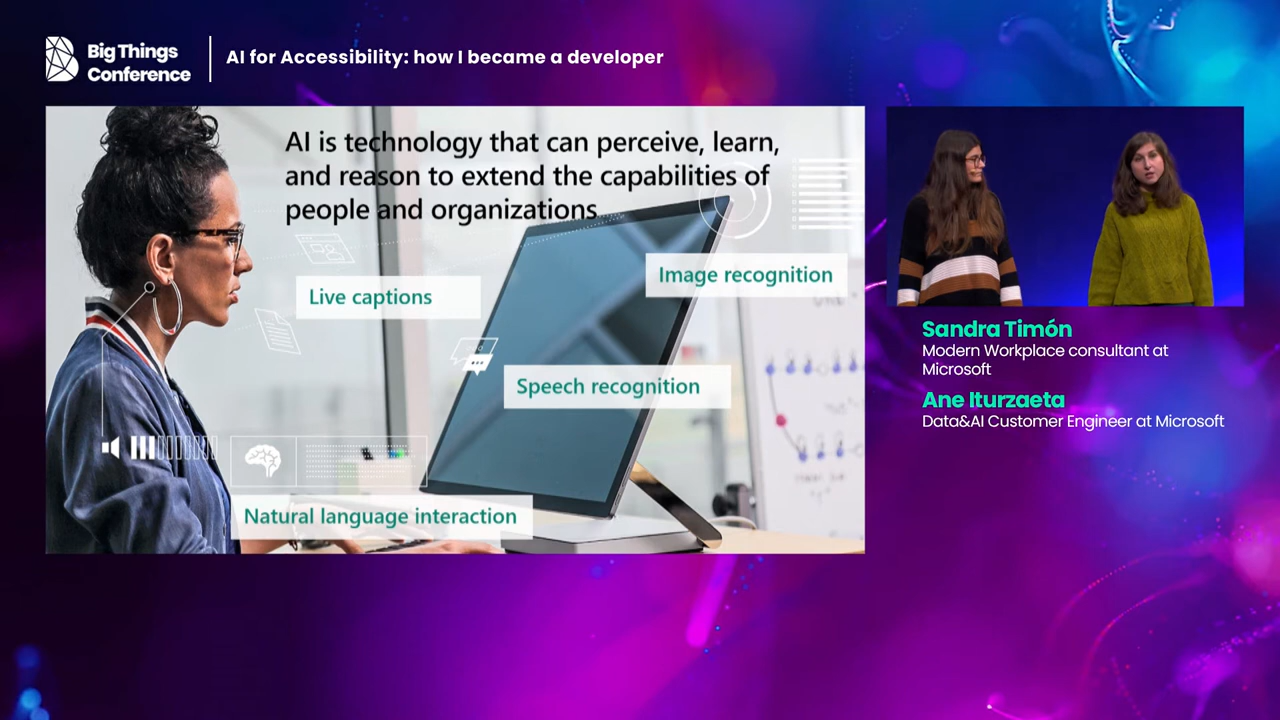 Big Things
Conference
AI for Accessibility: how I became a developer
AI is technology that can perceive, learn,
and reason to extend the capabilities of
people and organizations
Image recognition
Live captions
Speech recognition
Natural language interaction
Sandra Timón
Modern Workplace consultant at
Microsoft
Ane Iturzaeta
Data&AI Customer Engineer at Microsoft